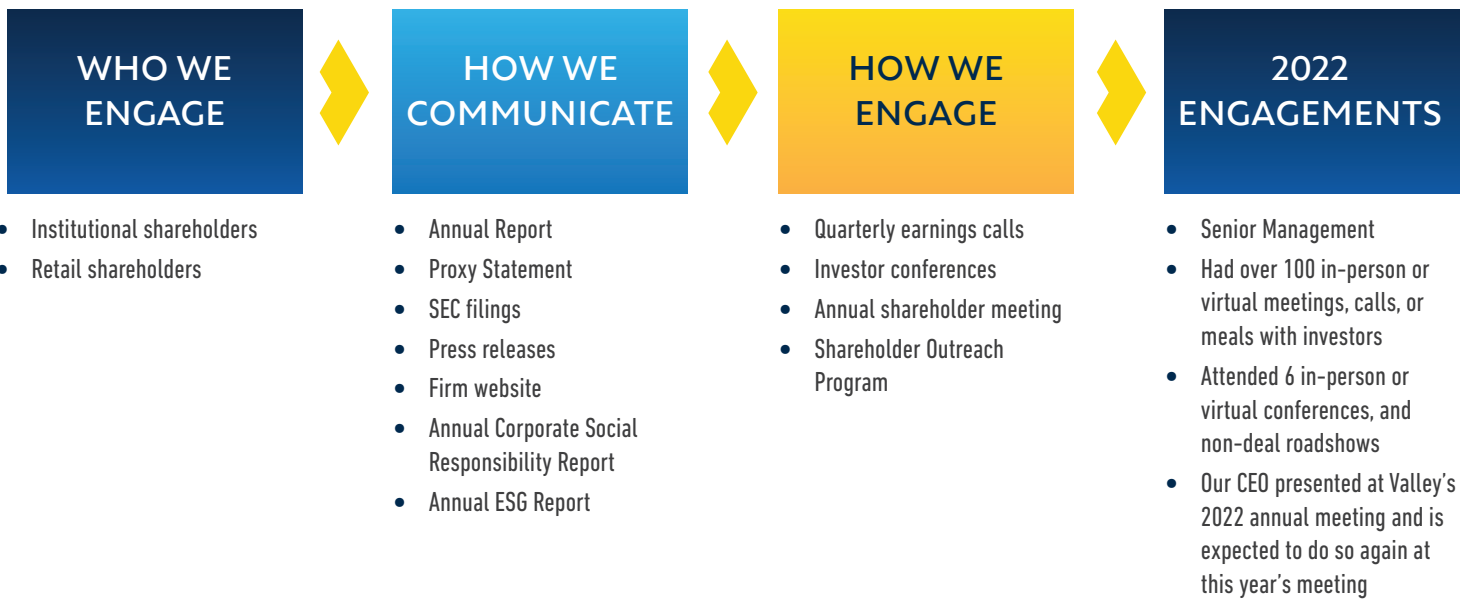 WHO WE
ENGAGE
HOW WE
COMMUNICATE
HOW WE
ENGAGE
2022
ENGAGEMENTS
• Institutional shareholders
• Retail shareholders
• Annual Report
• Proxy Statement
• SEC filings
• Press releases
• Firm website
• Annual Corporate Social
Responsibility Report
• Annual ESG Report
• Quarterly earnings calls
• Investor conferences
• Annual shareholder meeting
• Shareholder Outreach
Program
• Senior Management
• Had over 100 in-person or
virtual meetings, calls, or
meals with investors
• Attended 6 in-person or
virtual conferences, and
non-deal roadshows
• Our CEO presented at Valley’s
2022 annual meeting and is
expected to do so again at
this year’s meeting